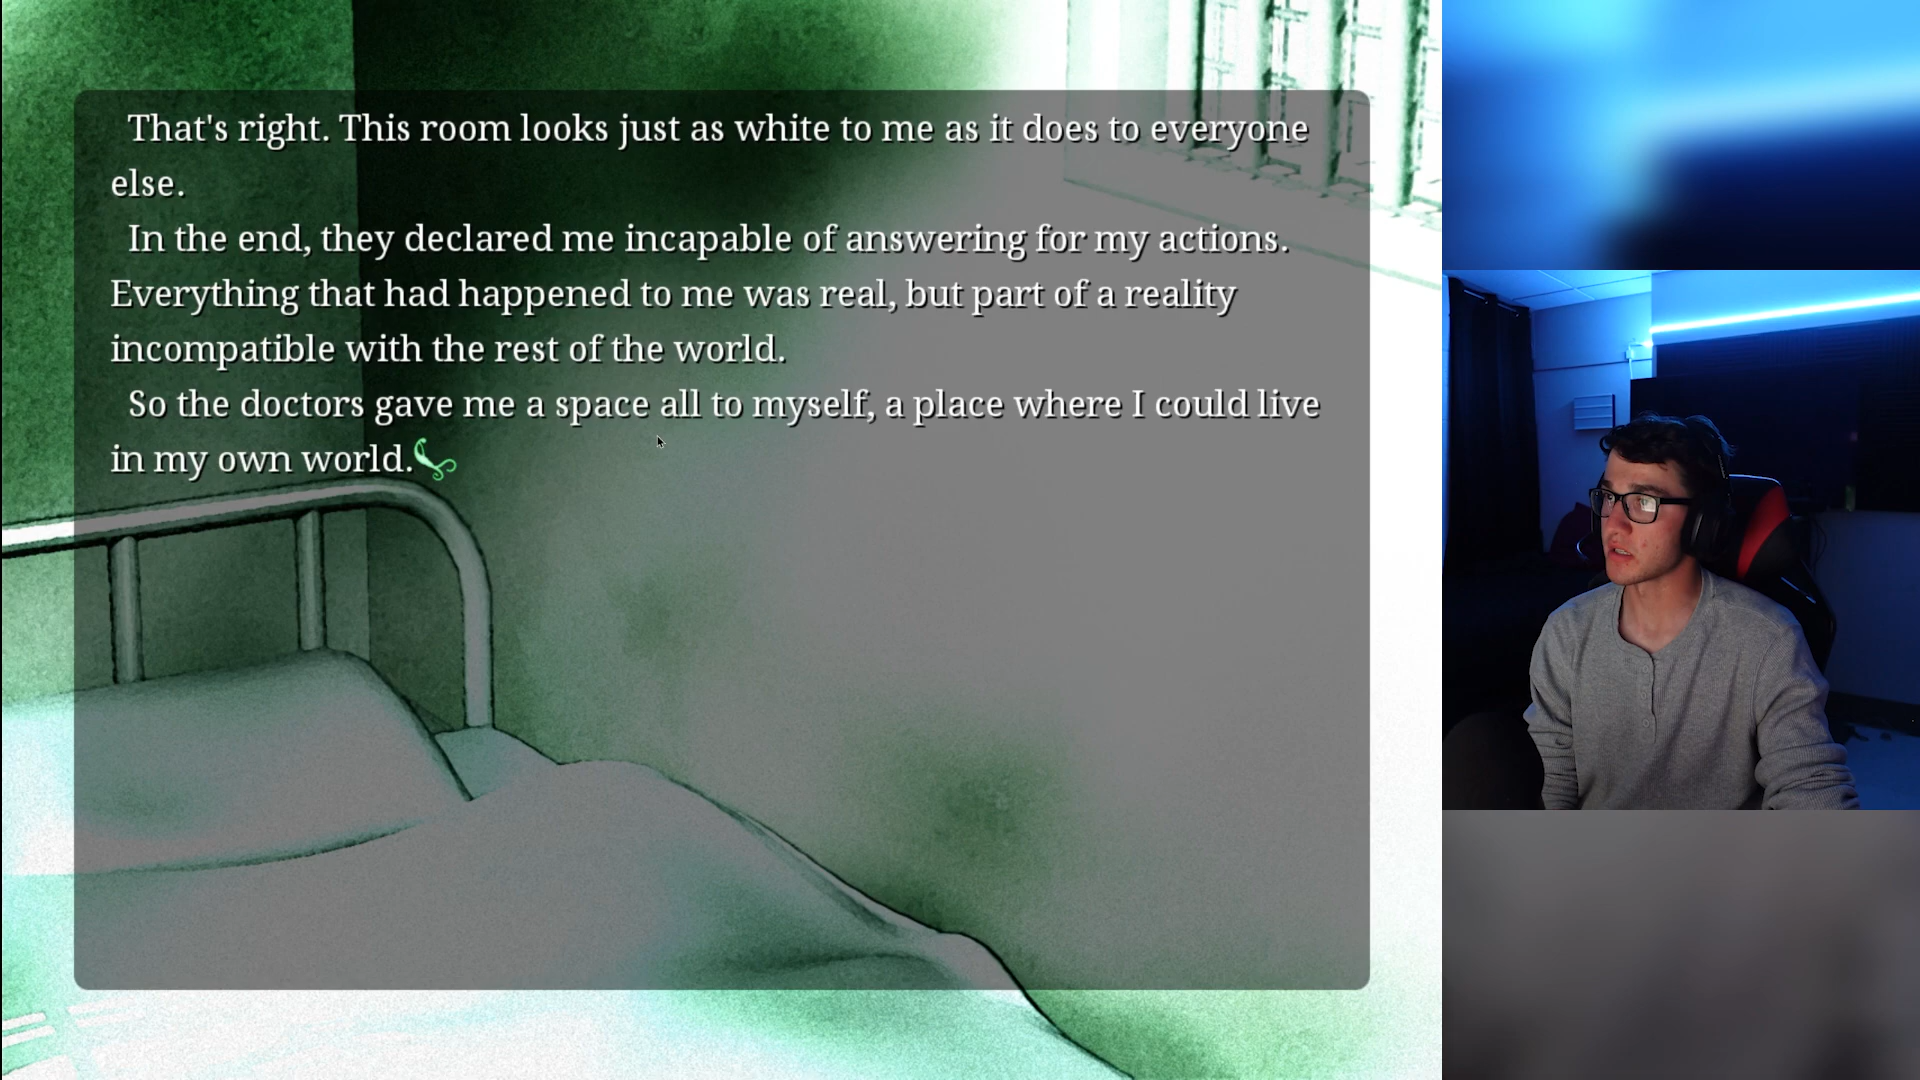 That's right. This room looks just as white to me as it does to everyone
else.
In the end, they declared me incapable of answering for my actions.
Everything that had happened to me was real, but part of a reality
incompatible with the rest of the world.
So the doctors gave me a space all to myself, a place where I could live
in my own world.